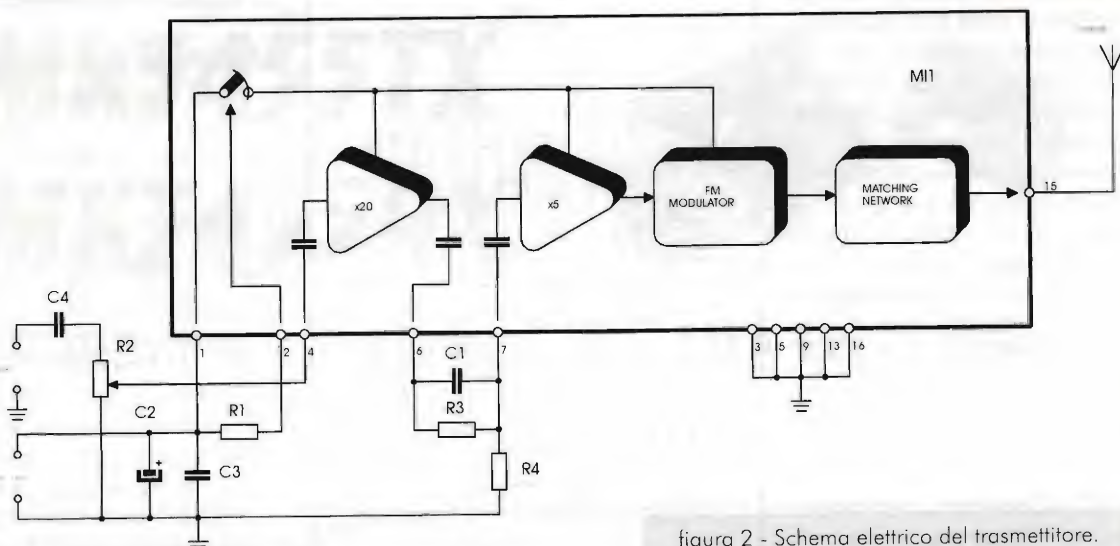 MI1
x20
x5
FM
MODULATOR
MATCHING
NETWORK
15
C4
R2
1
2
4
6
7
3
5
9
13
16
C1
C2
R1
R3
C3
R4
+
figura 2 - Schema elettrico del trasmettitore.